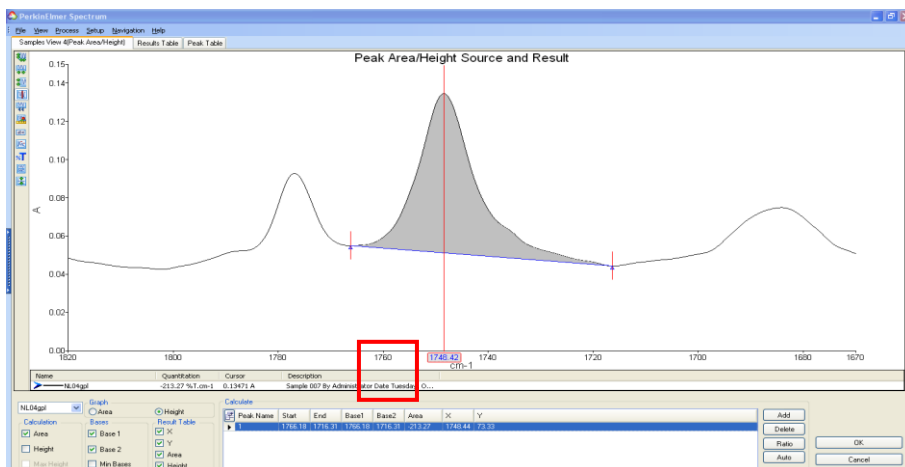 PerkinElmer Spectrum
File View Process Setup Navigation Help
Samples View 4(Peak Area/Height) Results Table Peak Table
Peak Area/Height Source and Result
0.15
0.14
0.12
0.10
A
0.08
0.06
0.04
0.02
0.00
1820 1800 1780 1760 1748.42 1740 1720 1700 1680 1670
cm-1
Name Quantitation Cursor Description
NL04gpl -213.27 %T.cm-1 0.13471 A Sample 007 By Administrator Date Tuesday, O...
NL04gpl Graph Calculate
Area Height
Calculation Bases Result Table
Peak Name Start End Base1 Base2 Area X Y
1 1766.18 1716.31 1766.18 1716.31 -213.27 1748.44 73.33
Area Base 1 X
Y
Height Base 2 Area
Max Height Min Bases Height
Add
Delete
Ratio OK
Auto Cancel